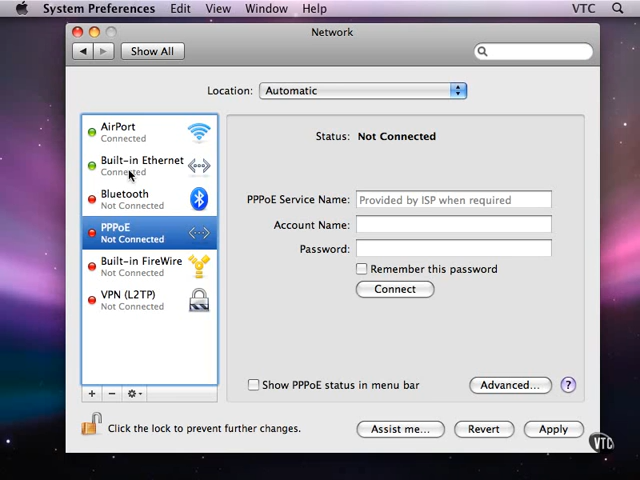 System Preferences Edit View Window Help VTC
Network
Show All
Location: Automatic
AirPort
Connected
Built-in Ethernet
Connected
Bluetooth
Not Connected
PPPoE
Not Connected
Built-in FireWire
Not Connected
VPN (L2TP)
Not Connected
Status: Not Connected
PPPoE Service Name: Provided by ISP when required
Account Name:
Password:
Remember this password
Connect
Show PPPoE status in menu bar
Advanced... ?
Click the lock to prevent further changes.
Assist me... Revert Apply
VTC